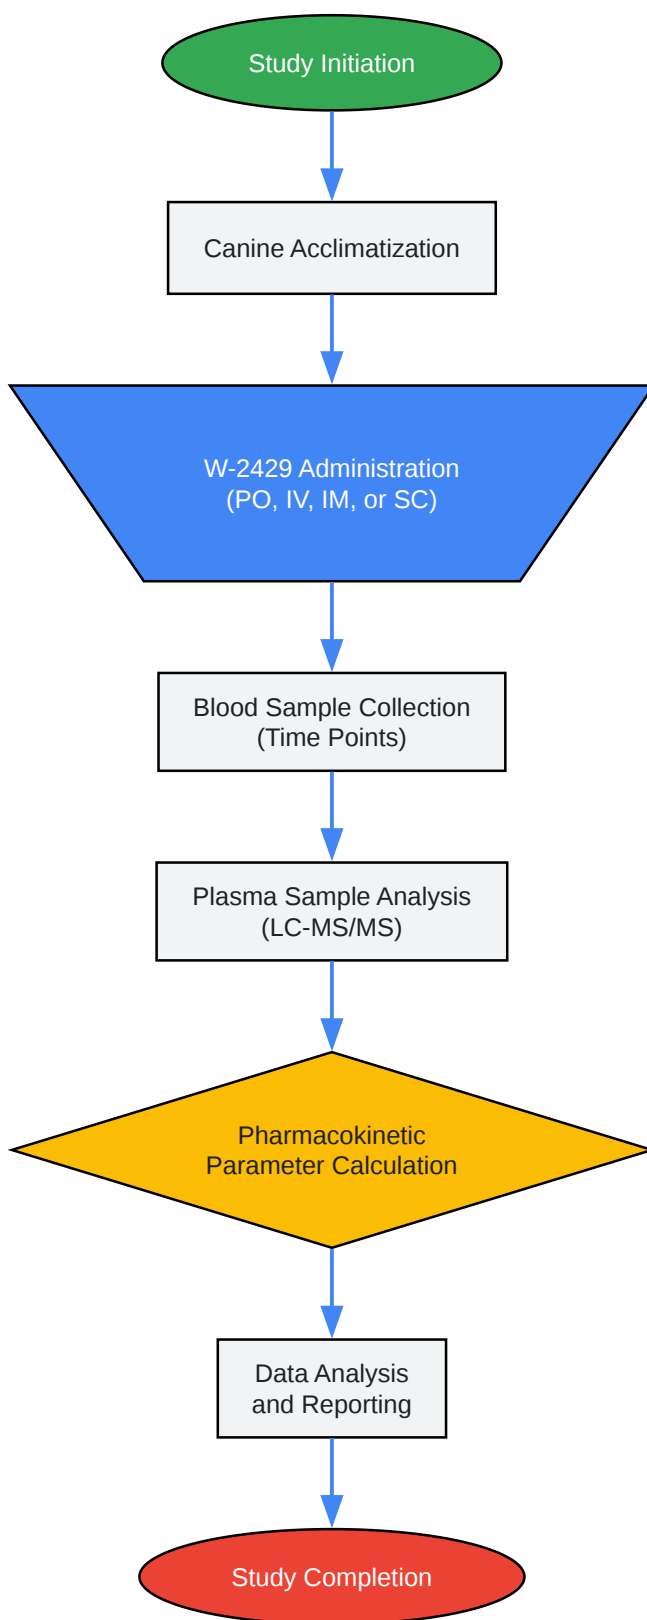 Study Initiation
Canine Acclimatization
W-2429 Administration
(PO, IV, IM, or SC)
Blood Sample Collection
(Time Points)
Plasma Sample Analysis
(LC-MS/MS)
Pharmacokinetic
Parameter Calculation
Data Analysis
and Reporting
Study Completion